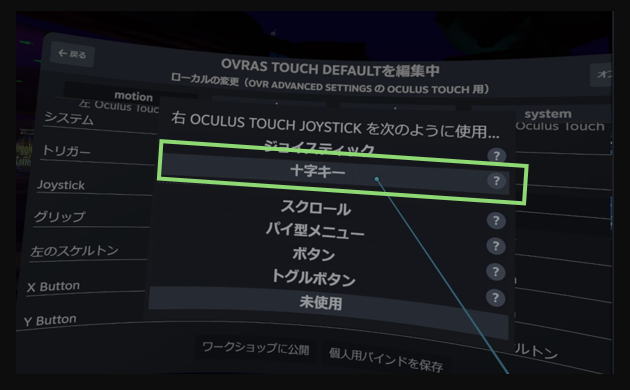 ← 戻る
OVRAS TOUCH DEFAULTを編集中
ローカルの変更（OVR ADVANCED SETTINGS の OCULUS TOUCH 用）
motion
system
左 Oculus Touch
Oculus Touch
右 OCULUS TOUCH JOYSTICK を次のように使用...
システム
ジョイスティック ?
トリガー
十字キー ?
Joystick
スクロール ?
グリップ
パイ型メニュー ?
左のスケルトン
ボタン ?
トグルボタン ?
X Button
未使用
Y Button
ルトン
ワークショップに公開
個人用バインドを保存